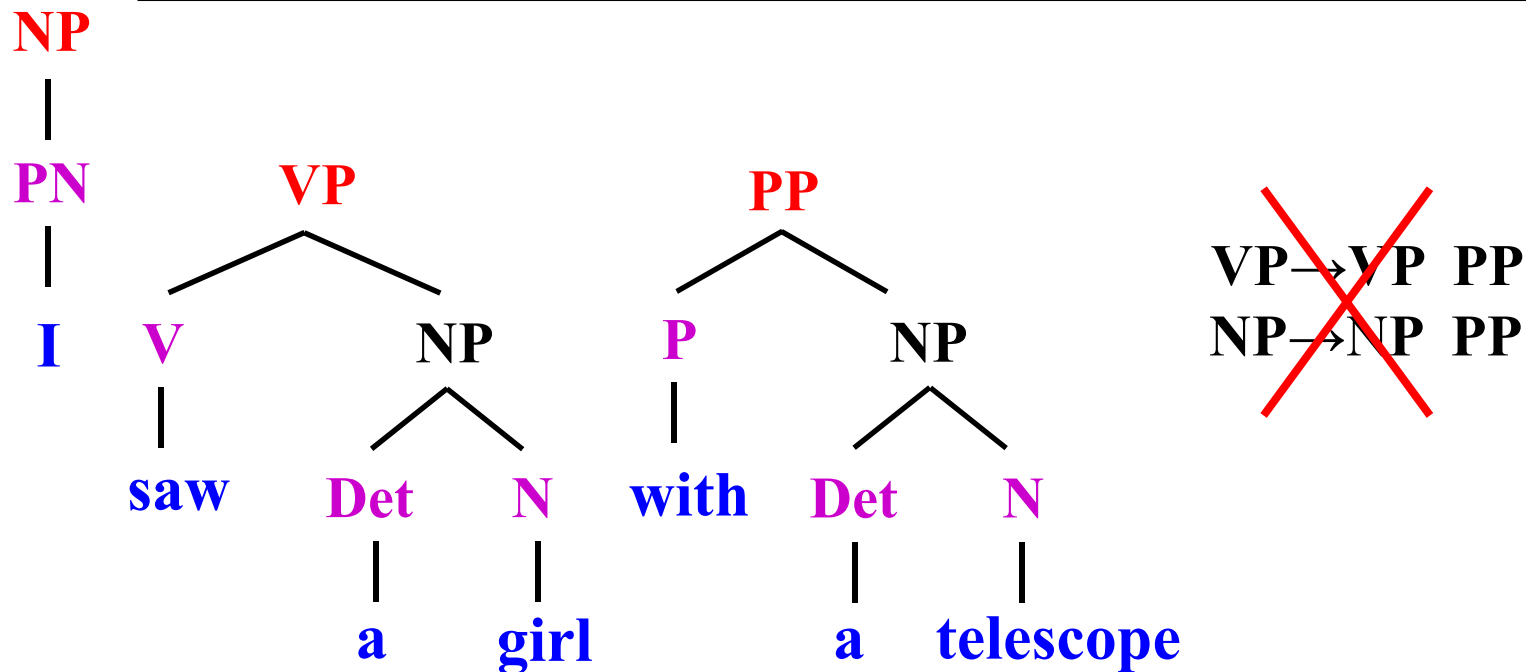 NP
PN VP PP
VP→VP PP
I V NP P NP
NP→NP PP
saw Det N with Det N
a girl a telescope